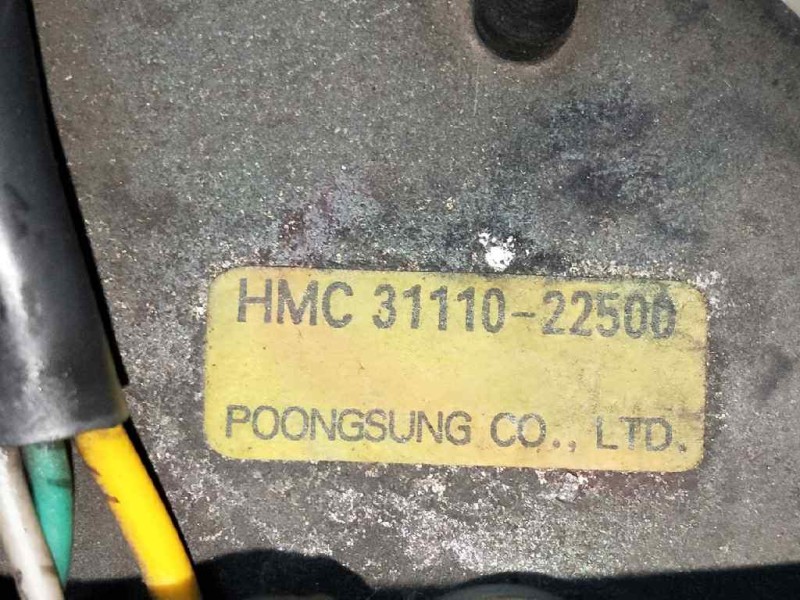 HMC 31110-22500
POONGSUNG CO., LTD.